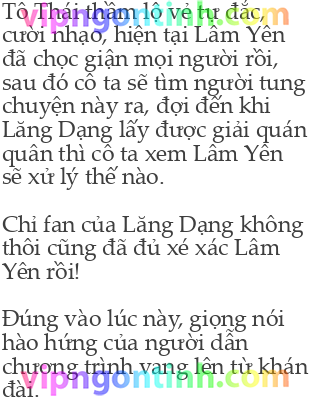 Tô Thái thầm lộ vẻ tự đắc,
vipngontinh.com
cười nhạo, hiện tại Lâm Yên
đã chọc giận mọi người rồi,
sau đó cô ta sẽ tìm người tung
chuyện này ra, đợi đến khi
Lăng Dạng lấy được giải quán
quân thì cô ta xem Lâm Yên
sẽ xử lý thế nào.
Chỉ fan của Lăng Dạng không
thôi cũng đã đủ xé xác Lâm
Yên rồi!
Đúng vào lúc này, giọng nói
hào hứng của người dẫn
chương trình vang lên từ khán
vipngontinh.com
đài.